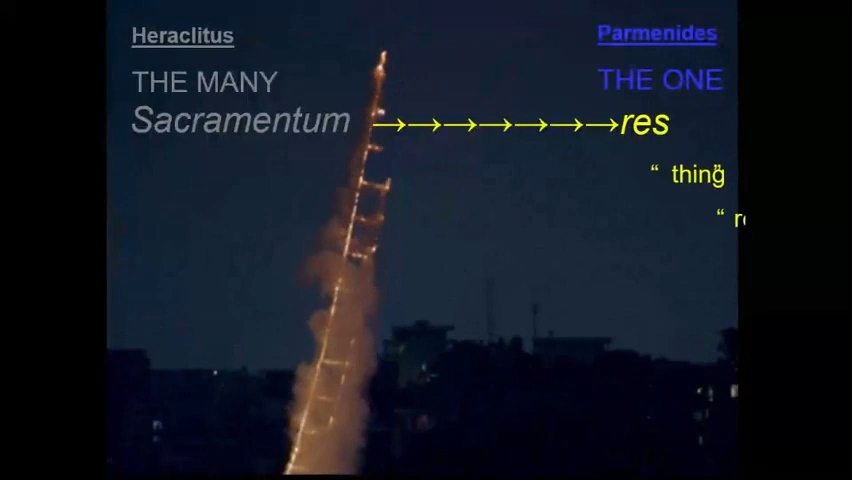 Heraclitus
Parmenides
THE MANY
THE ONE
Sacramentum →→→→→→→res
“ thing”
“